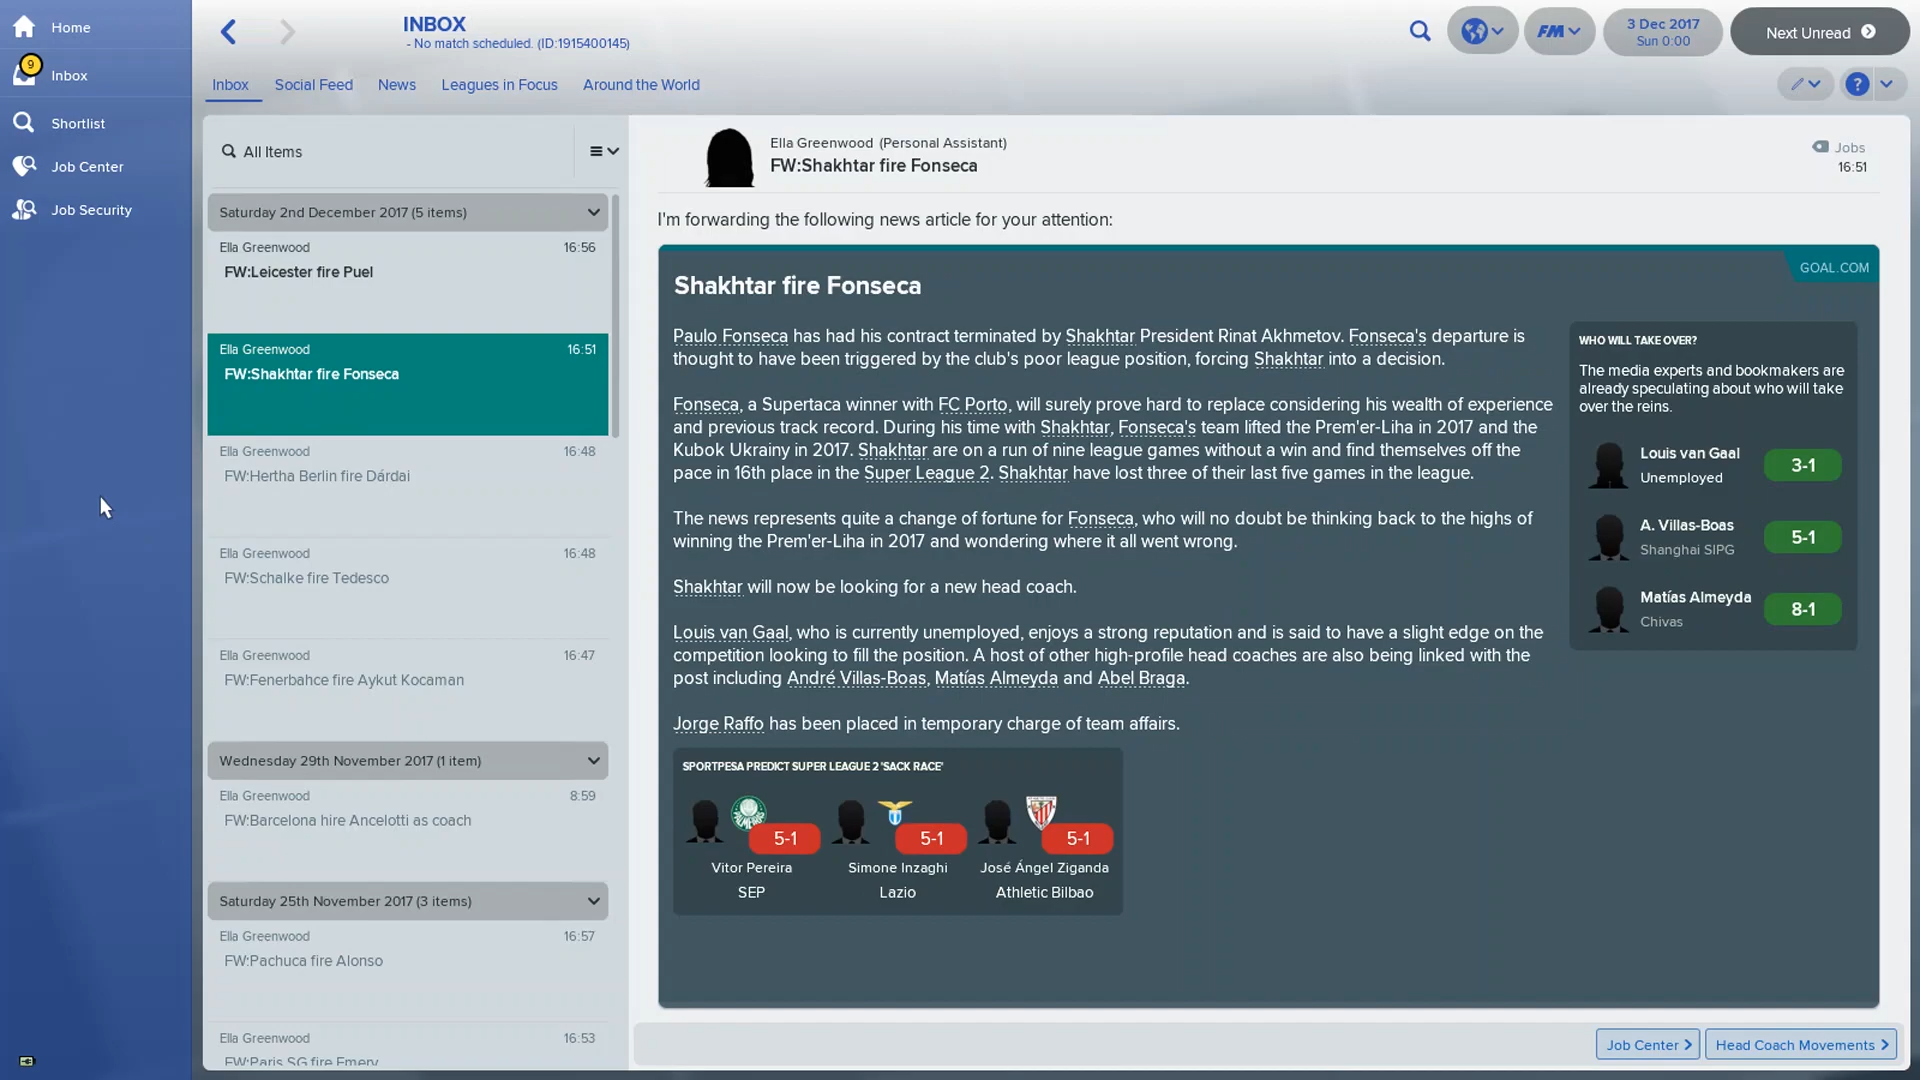 Home
9
Inbox
Shortlist
Job Center
Job Security
INBOX
- No match scheduled. (ID:1915400145)
FM
3 Dec 2017
Sun 0:00
Next Unread
Inbox
Social Feed
News
Leagues in Focus
Around the World
?
All Items
Saturday 2nd December 2017 (5 items)
Ella Greenwood 16:56
FW:Leicester fire Puel
Ella Greenwood 16:51
FW:Shakhtar fire Fonseca
Ella Greenwood 16:48
FW:Hertha Berlin fire Dárdai
Ella Greenwood 16:48
FW:Schalke fire Tedesco
Ella Greenwood 16:47
FW:Fenerbahce fire Aykut Kocaman
Wednesday 29th November 2017 (1 item)
Ella Greenwood 8:59
FW:Barcelona hire Ancelotti as coach
Saturday 25th November 2017 (3 items)
Ella Greenwood 16:57
FW:Pachuca fire Alonso
Ella Greenwood 16:53
FW:Paris SG fire Emery
Ella Greenwood (Personal Assistant)
FW:Shakhtar fire Fonseca
Jobs
16:51
I'm forwarding the following news article for your attention:
GOAL.COM
Shakhtar fire Fonseca
Paulo Fonseca has had his contract terminated by Shakhtar President Rinat Akhmetov. Fonseca's departure is
thought to have been triggered by the club's poor league position, forcing Shakhtar into a decision.
Fonseca, a Supertaca winner with FC Porto, will surely prove hard to replace considering his wealth of experience
and previous track record. During his time with Shakhtar, Fonseca's team lifted the Prem'er-Liha in 2017 and the
Kubok Ukrainy in 2017. Shakhtar are on a run of nine league games without a win and find themselves off the
pace in 16th place in the Super League 2. Shakhtar have lost three of their last five games in the league.
The news represents quite a change of fortune for Fonseca, who will no doubt be thinking back to the highs of
winning the Prem'er-Liha in 2017 and wondering where it all went wrong.
Shakhtar will now be looking for a new head coach.
Louis van Gaal, who is currently unemployed, enjoys a strong reputation and is said to have a slight edge on the
competition looking to fill the position. A host of other high-profile head coaches are also being linked with the
post including André Villas-Boas, Matías Almeyda and Abel Braga.
Jorge Raffo has been placed in temporary charge of team affairs.
WHO WILL TAKE OVER?
The media experts and bookmakers are
already speculating about who will take
over the reins.
Louis van Gaal
Unemployed
3-1
A. Villas-Boas
Shanghai SIPG
5-1
Matías Almeyda
Chivas
8-1
SPORTPESA PREDICT SUPER LEAGUE 2 'SACK RACE'
5-1
Vitor Pereira
SEP
5-1
Simone Inzaghi
Lazio
5-1
José Ángel Ziganda
Athletic Bilbao
Job Center
Head Coach Movements